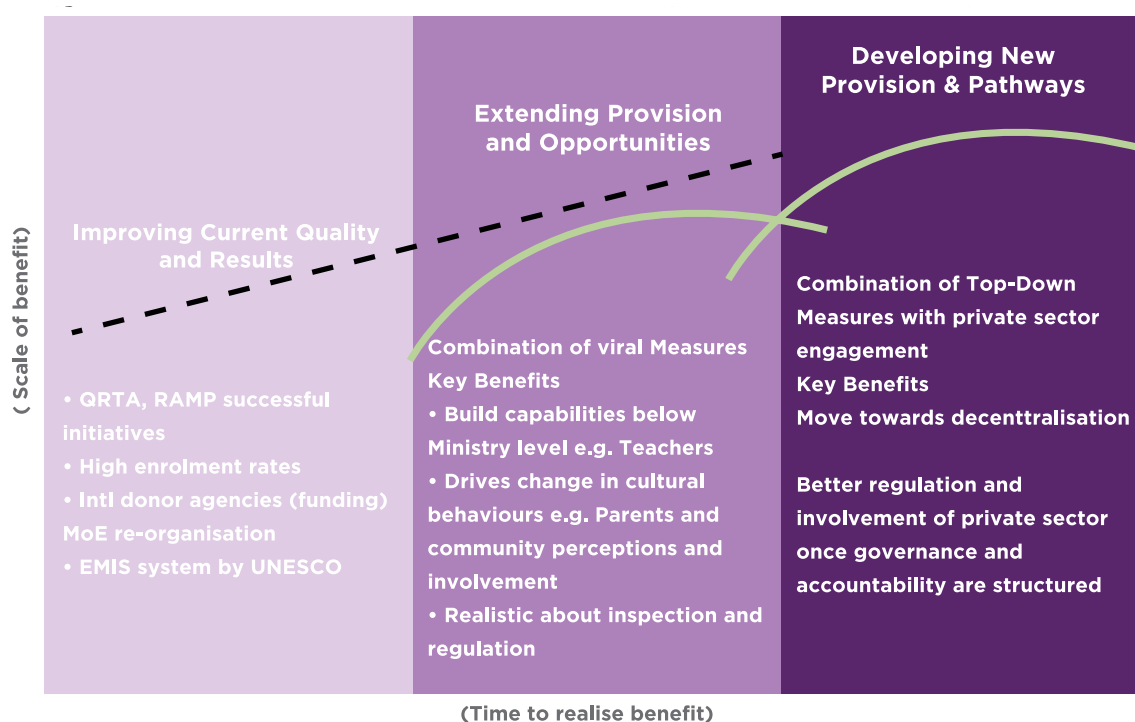 Developing New
Provision & Pathways
Extending Provision
and Opportunities
Improving Current Quality
and Results
( Scale of benefit)
• QRTA, RAMP successful
initiatives
• High enrolment rates
• Intl donor agencies (funding)
MoE re-organisation
• EMIS system by UNESCO
Combination of viral Measures
Key Benefits
• Build capabilities below
Ministry level e.g. Teachers
• Drives change in cultural
behaviours e.g. Parents and
community perceptions and
involvement
• Realistic about inspection and
regulation
Combination of Top-Down
Measures with private sector
engagement
Key Benefits
Move towards decenttralisation
Better regulation and
involvement of private sector
once governance and
accountability are structured
(Time to realise benefit)